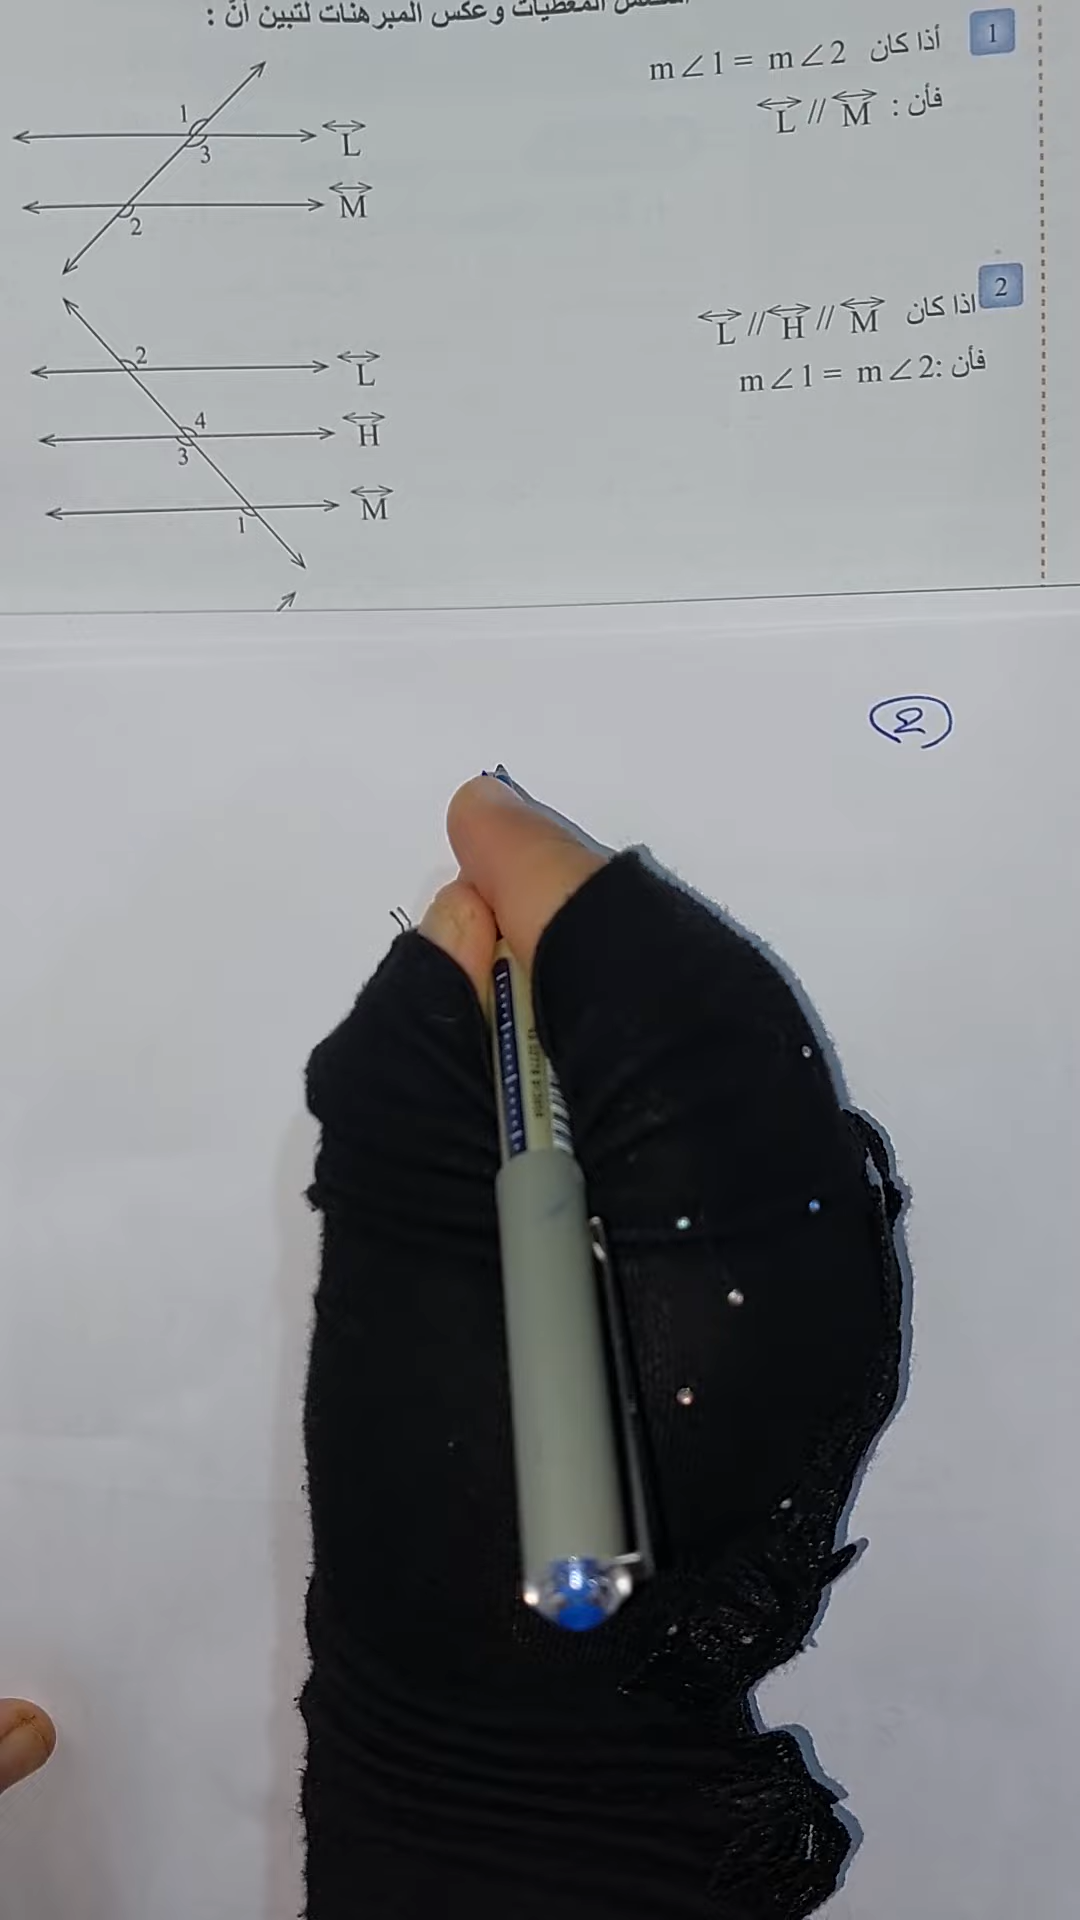 المعطيات وعكس المبرهنات لتبين أنّ :
1 أذا كان m∠1 = m∠2
فأن : L // M
1
3
L
2
M
2 اذا كان L // H // M
فأن : m∠1 = m∠2
2
L
4
3
H
1
M
2